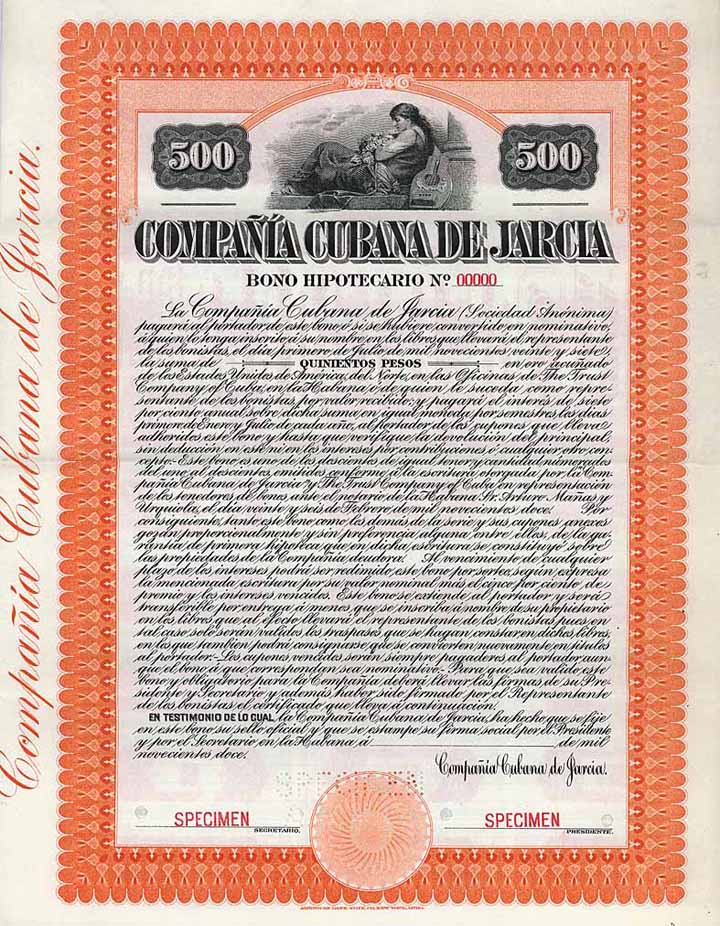 500
500
COMPAÑÍA CUBANA DE JARCIA
BONO HIPOTECARIO Nº 00000
La Compañía Cubana de Jarcia (Sociedad Anónima)
pagará al portador de este bono ó si se hubiere convertido en nominativo,
á quien lo tenga inscrito á su nombre en los libros que llevará el representante
de los bonistas, el día primero de Julio de mil novecientos veinte y siete,
la suma de QUINIENTOS PESOS en oro acuñado
de los Estados Unidos de América del Norte, en las Oficinas de The Trust
Company of Cuba, en la Habana ó de quien le suceda como repre-
sentante de los bonistas, por valor recibido; y pagará el interés de siete
por ciento anual sobre dicha suma en igual moneda por semestres, los días
primero de Enero y Julio de cada año, al portador de los cupones que lleva
adheridos este bono y hasta que verifique la devolución del principal,
sin deducción en este ni en los intereses por contribuciones ó cualquier otro con-
cepto.- Este bono es uno de los de igual tenor y cantidad numerados
del uno al emitidos conforme á la escritura otorgada por la Com-
pañía Cubana de Jarcia y The Trust Company of Cuba en representación
de los tenedores de bonos, ante el notario de la Habana Sr. Arturo Mañas y
Urquiola, el día veinte y seis de Febrero de mil novecientos doce. Por
consiguiente, tanto este bono como los demás de la serie y sus cupones anexos
gozan proporcionalmente y sin preferencia alguna entre ellos, de la ga-
rantía de primera hipoteca que en dicha escritura se constituyó sobre
las propiedades de la Compañía deudora. Al vencimiento de cualquier
plazo de los intereses podrá ser redimido este bono por sorteo, según expresa
la mencionada escritura por su valor nominal mas el cinco por ciento de
premio y los intereses vencidos. Este bono se extiende al portador y será
transferible por entrega á menos que se inscriba á nombre de su propietario
en los libros que al efecto llevará el representante de los bonistas pues en
tal caso solo serán validos los traspasos que se hagan constar en dichos libros,
en los que tambien podrá consignarse que se convierten nuevamente en títulos
al portador.- Los cupones vencidos serán siempre pagaderos al portador aun-
que el bono á que correspondan sea nominativo.- Para que sea valido este
bono y obligatorio para la Compañía deberá llevar las firmas de su Pre-
sidente y Secretario y además haber sido firmado por el Representante
de los bonistas el certificado que lleva á continuación.
EN TESTIMONIO DE LO CUAL, la Compañía Cubana de Jarcia, ha hecho que se fije
en este bono su sello oficial y que se estampe su firma social por el Presidente
y por el Secretario en la Habana á de mil
novecientos doce.
Compañía Cubana de Jarcia.
SPECIMEN
SPECIMEN
SECRETARIO.
PRESIDENTE.
Compañía Cubana de Jarcia.